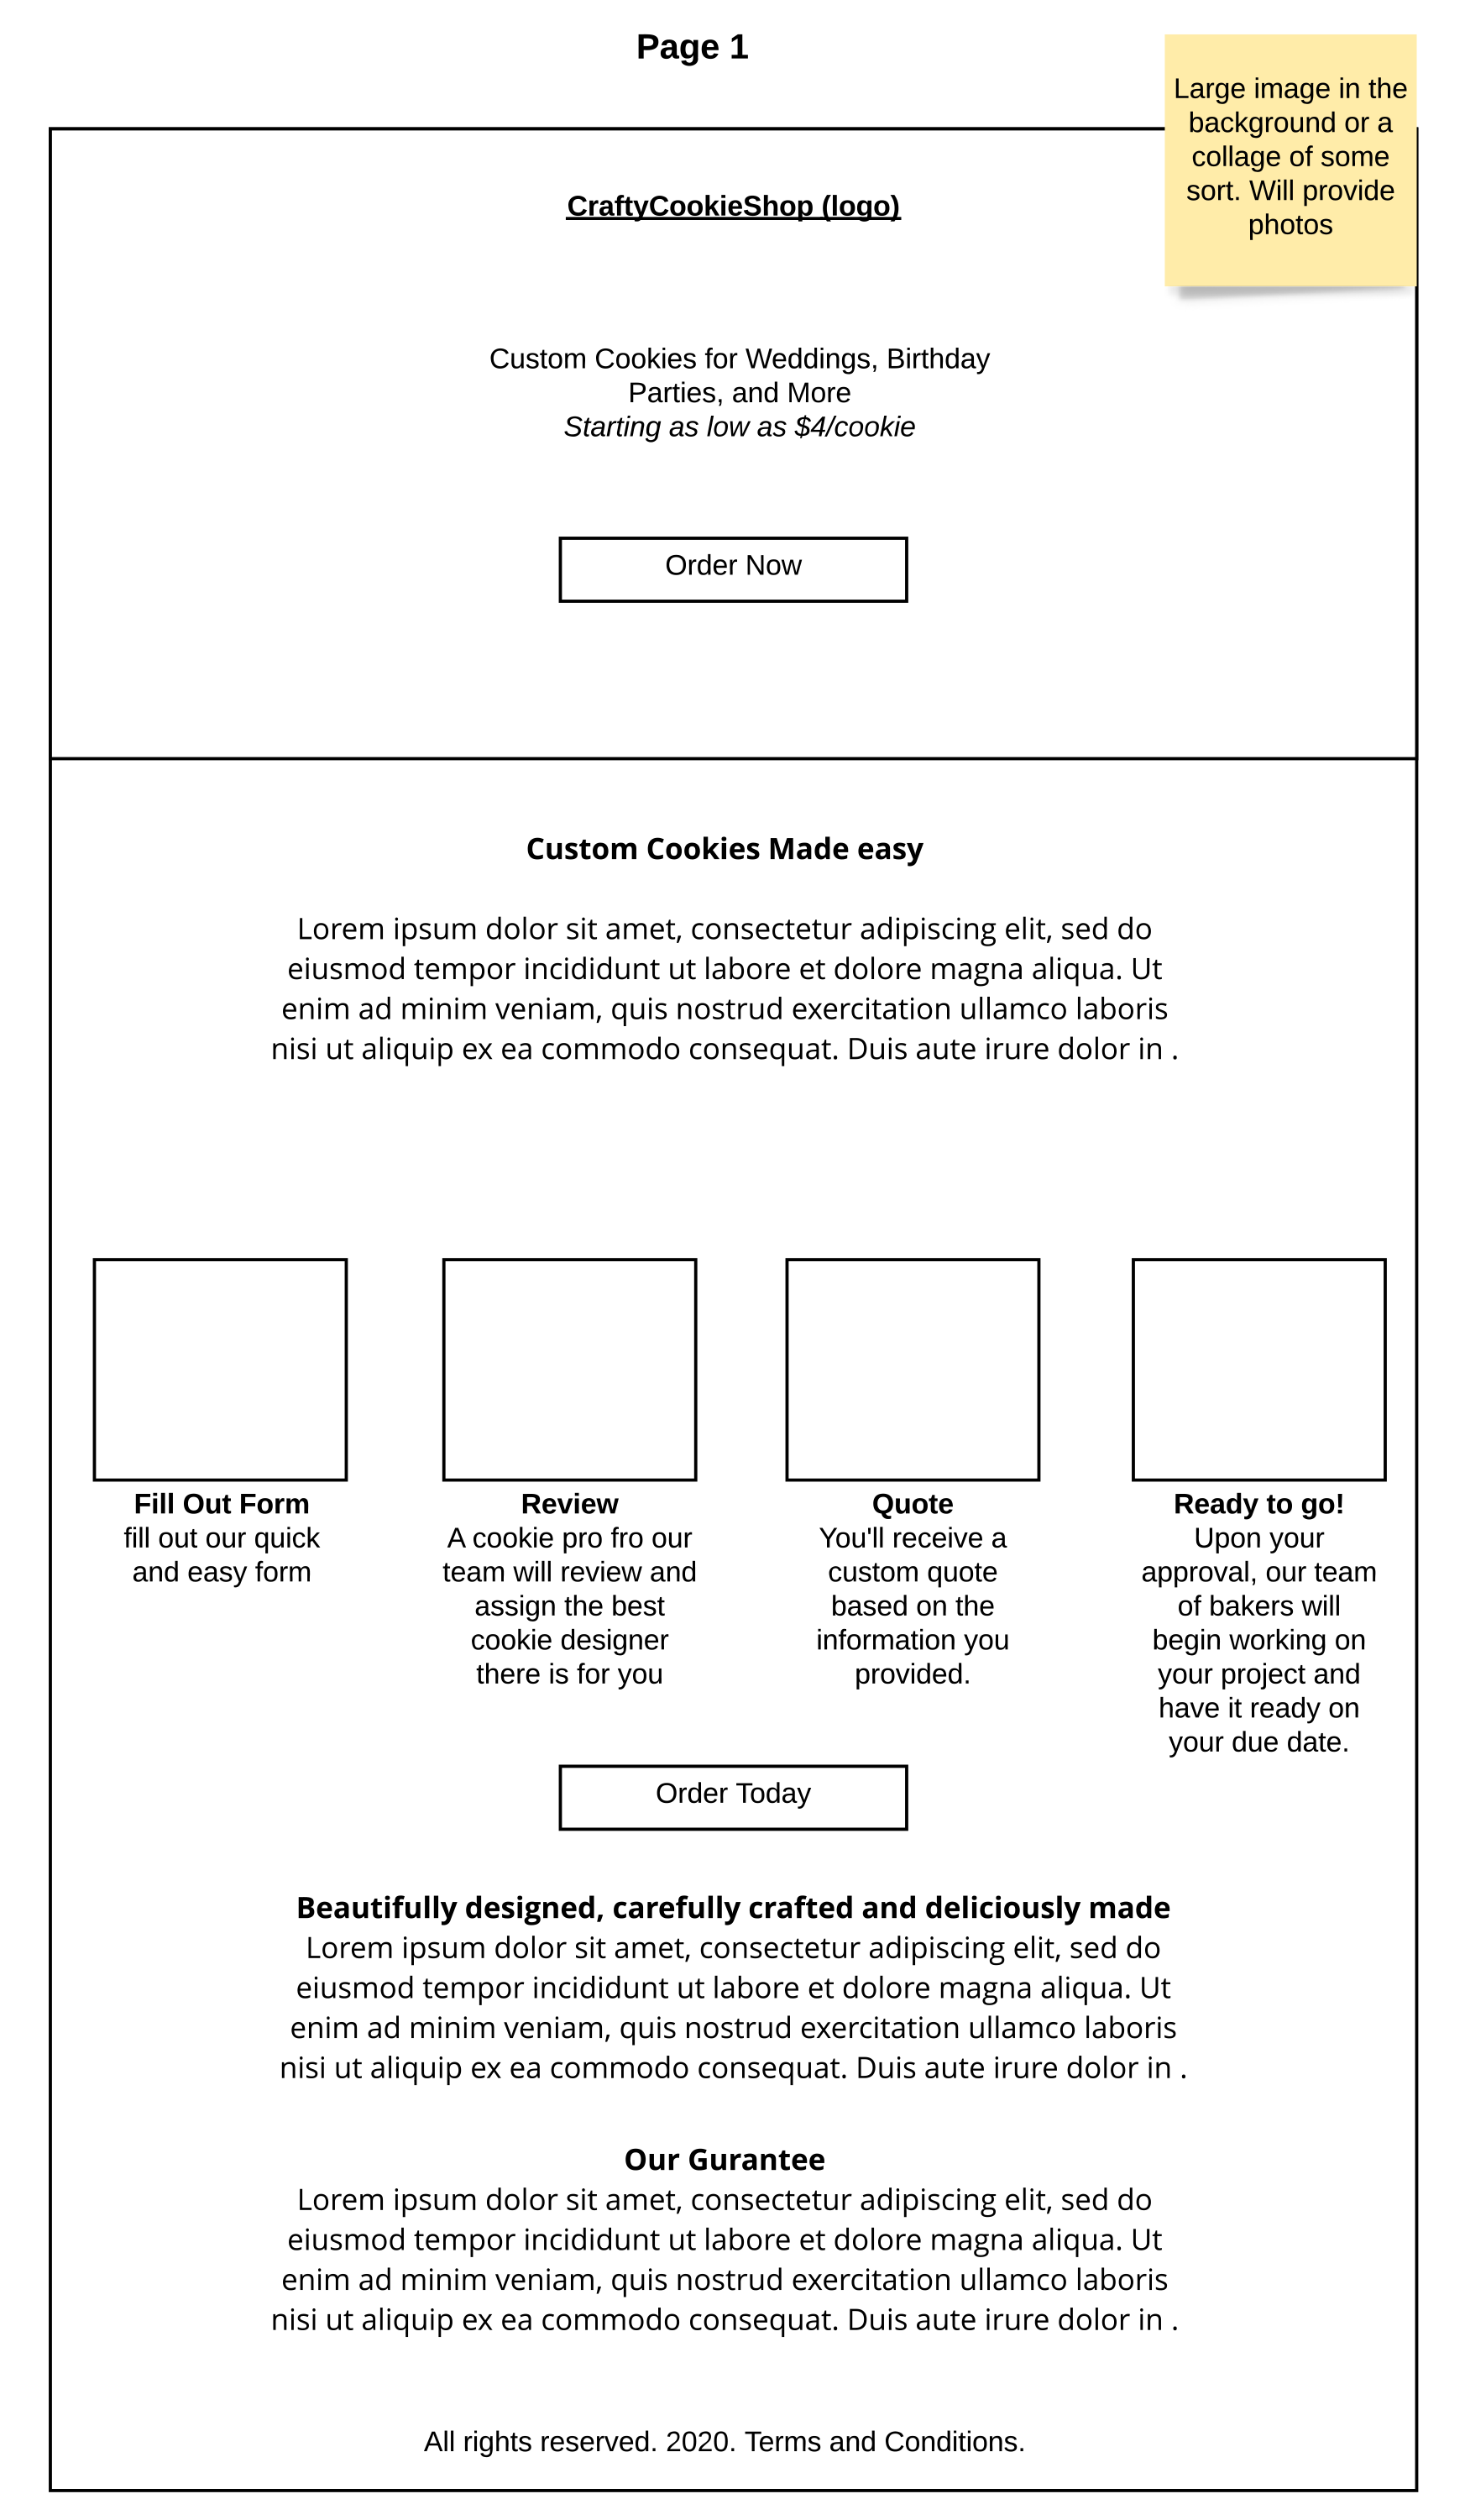 Page 1
Large image in the
background or a
collage of some
sort. Will provide
photos
CraftyCookieShop (logo)
Custom Cookies for Weddings, Birthday
Parties, and More
Starting as low as $4/cookie
Order Now
Custom Cookies Made easy
Lorem ipsum dolor sit amet, consectetur adipiscing elit, sed do
eiusmod tempor incididunt ut labore et dolore magna aliqua. Ut
enim ad minim veniam, quis nostrud exercitation ullamco laboris
nisi ut aliquip ex ea commodo consequat. Duis aute irure dolor in .
Fill Out Form
fill out our quick
and easy form
Review
A cookie pro fro our
team will review and
assign the best
cookie designer
there is for you
Quote
You'll receive a
custom quote
based on the
information you
provided.
Ready to go!
Upon your
approval, our team
of bakers will
begin working on
your project and
have it ready on
your due date.
Order Today
Beautifully designed, carefully crafted and deliciously made
Lorem ipsum dolor sit amet, consectetur adipiscing elit, sed do
eiusmod tempor incididunt ut labore et dolore magna aliqua. Ut
enim ad minim veniam, quis nostrud exercitation ullamco laboris
nisi ut aliquip ex ea commodo consequat. Duis aute irure dolor in .
Our Gurantee
Lorem ipsum dolor sit amet, consectetur adipiscing elit, sed do
eiusmod tempor incididunt ut labore et dolore magna aliqua. Ut
enim ad minim veniam, quis nostrud exercitation ullamco laboris
nisi ut aliquip ex ea commodo consequat. Duis aute irure dolor in .
All rights reserved. 2020. Terms and Conditions.